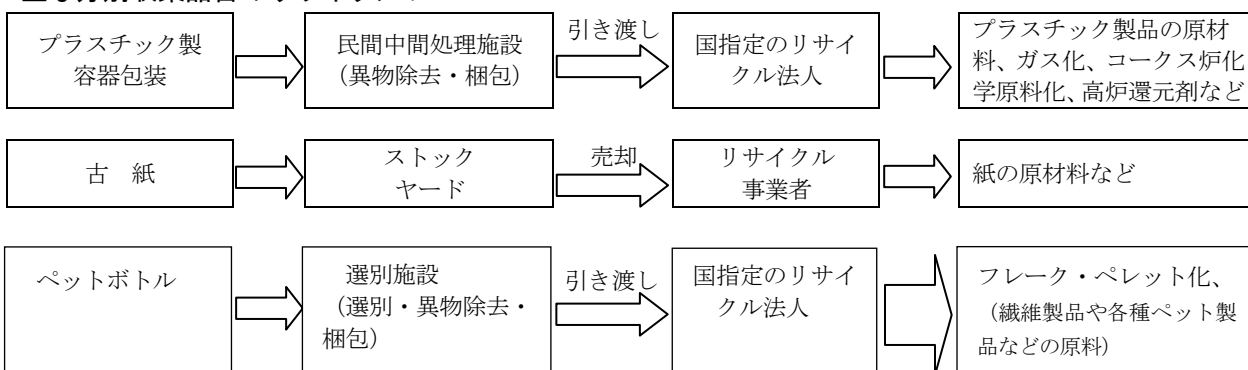 プラスチック製
容器包装
民間中間処理施設
（異物除去・梱包）
引き渡し
国指定のリサイ
クル法人
プラスチック製品の原材
料、ガス化、コークス炉化
学原料化、高炉還元剤など
古　紙
ストック
ヤード
売却
リサイクル
事業者
紙の原材料など
ペットボトル
選別施設
（選別・異物除去・
梱包）
引き渡し
国指定のリサイ
クル法人
フレーク・ペレット化、
（繊維製品や各種ペット製
品などの原料）